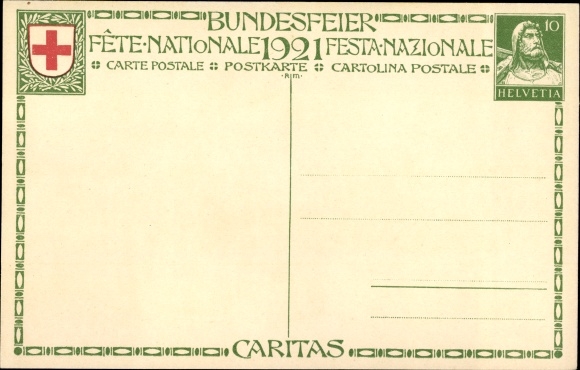 BUNDESFEIER
FÊTE·NATIONALE 1921 FESTA·NAZIONALE
CARTE POSTALE POSTKARTE CARTOLINA POSTALE
·R·M·
10
HELVETIA
CARITAS